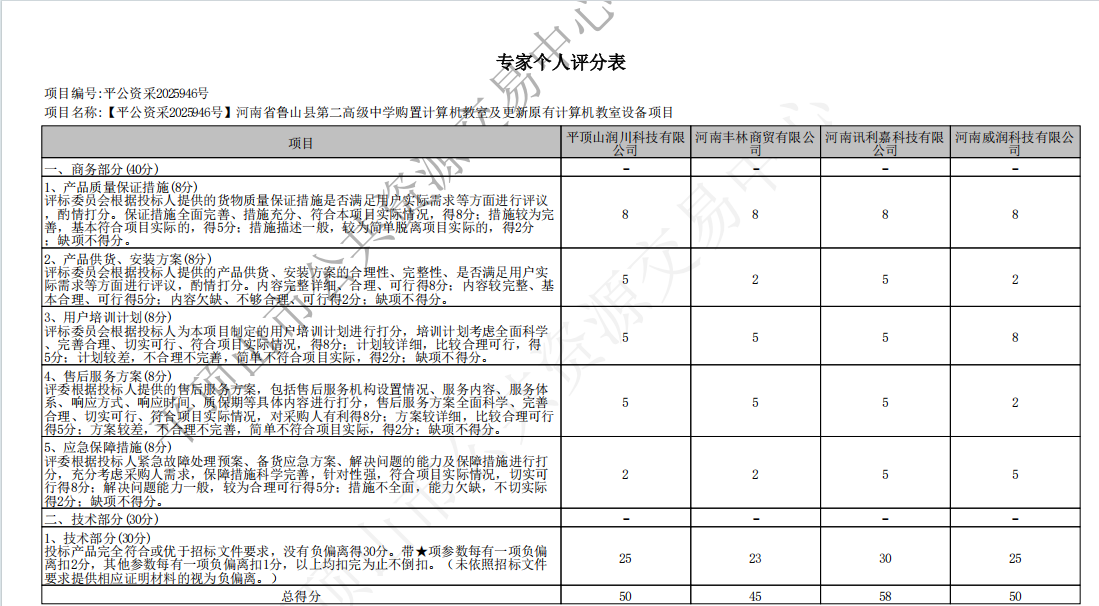 专家个人评分表
项目编号:平公资采2025946号
项目名称:【平公资采2025946号】河南省鲁山县第二高级中学购置计算机教室及更新原有计算机教室设备项目
项目 平顶山润川科技有限公司 河南丰林商贸有限公司 河南讯利嘉科技有限公司 河南威润科技有限公司
一、商务部分(40分) - - - -
1、产品质量保证措施(8分)
评标委员会根据投标人提供的货物质量保证措施是否满足用户实际需求等方面进行评议
，酌情打分。保证措施全面完善、措施充分、符合本项目实际情况，得8分；措施较为完
善，基本符合项目实际的，得5分；措施描述一般，较为简单脱离项目实际的，得2分
；缺项不得分。
8 8 8 8
2、产品供货、安装方案(8分)
评标委员会根据投标人提供的产品供货、安装方案的合理性、完整性、是否满足用户实
际需求等方面进行评议，酌情打分。内容完整详细、合理、可行得8分；内容较完整、基
本合理、可行得5分；内容欠缺、不够合理、可行得2分；缺项不得分。
5 2 5 2
3、用户培训计划(8分)
评标委员会根据投标人为本项目制定的用户培训计划进行打分，培训计划考虑全面科学
、完善合理、切实可行、符合项目实际情况，得8分；计划较详细，比较合理可行，得
5分；计划较差，不合理不完善，简单不符合项目实际，得2分；缺项不得分。
5 5 5 8
4、售后服务方案(8分)
评委根据投标人提供的售后服务方案，包括售后服务机构设置情况、服务内容、服务体
系、响应方式、响应时间、质保期等具体内容进行打分，售后服务方案全面科学、完善
合理、切实可行、符合项目实际情况，对采购人有利得8分；方案较详细，比较合理可行
得5分；方案较差，不合理不完善，简单不符合项目实际，得2分；缺项不得分。
5 5 5 2
5、应急保障措施(8分)
评委根据投标人紧急故障处理预案、备货应急方案、解决问题的能力及保障措施进行打
分，充分考虑采购人需求，保障措施科学完善，针对性强，符合项目实际情况，切实可
行得8分；解决问题能力一般，较为合理可行得5分；措施不全面，能力欠缺，不切实际
得2分；缺项不得分。
2 2 5 5
二、技术部分(30分) - - - -
1、技术部分(30分)
投标产品完全符合或优于招标文件要求，没有负偏离得30分。带★项参数每有一项负偏
离扣2分，其他参数每有一项负偏离扣1分，以上均扣完为止不倒扣。（未依照招标文件
要求提供相应证明材料的视为负偏离。）
25 23 30 25
总得分 50 45 58 50
平顶山市公共资源交易中心
顶山市公共资源交易中心